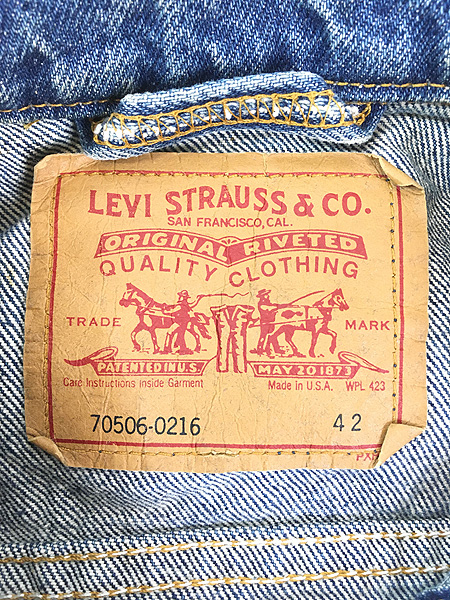 LEVI STRAUSS & CO.
SAN FRANCISCO, CAL.
ORIGINAL RIVETED
QUALITY CLOTHING
TRADE MARK
PATENTED IN U.S. MAY 20 1873
Care Instructions Inside Garment Made in U.S.A. WPL 423
70506-0216 42